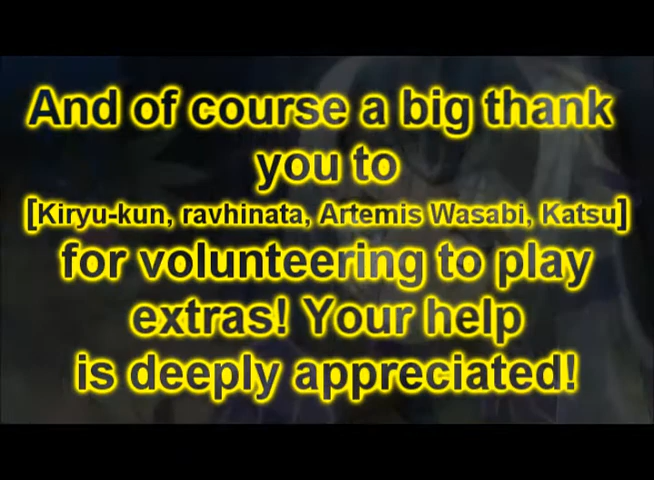 And of course a big thank
you to
[Kiryu-kun, ravhinata, Artemis Wasabi, Katsu]
for volunteering to play
extras! Your help
is deeply appreciated!